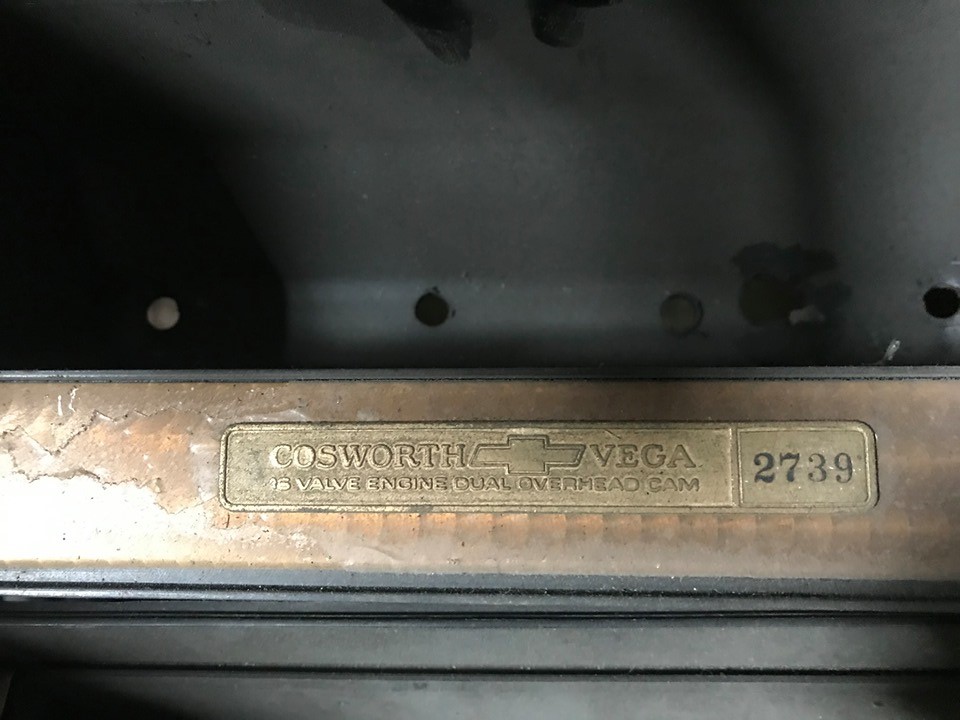 COSWORTH VEGA 2739
16 VALVE ENGINE DUAL OVERHEAD CAM